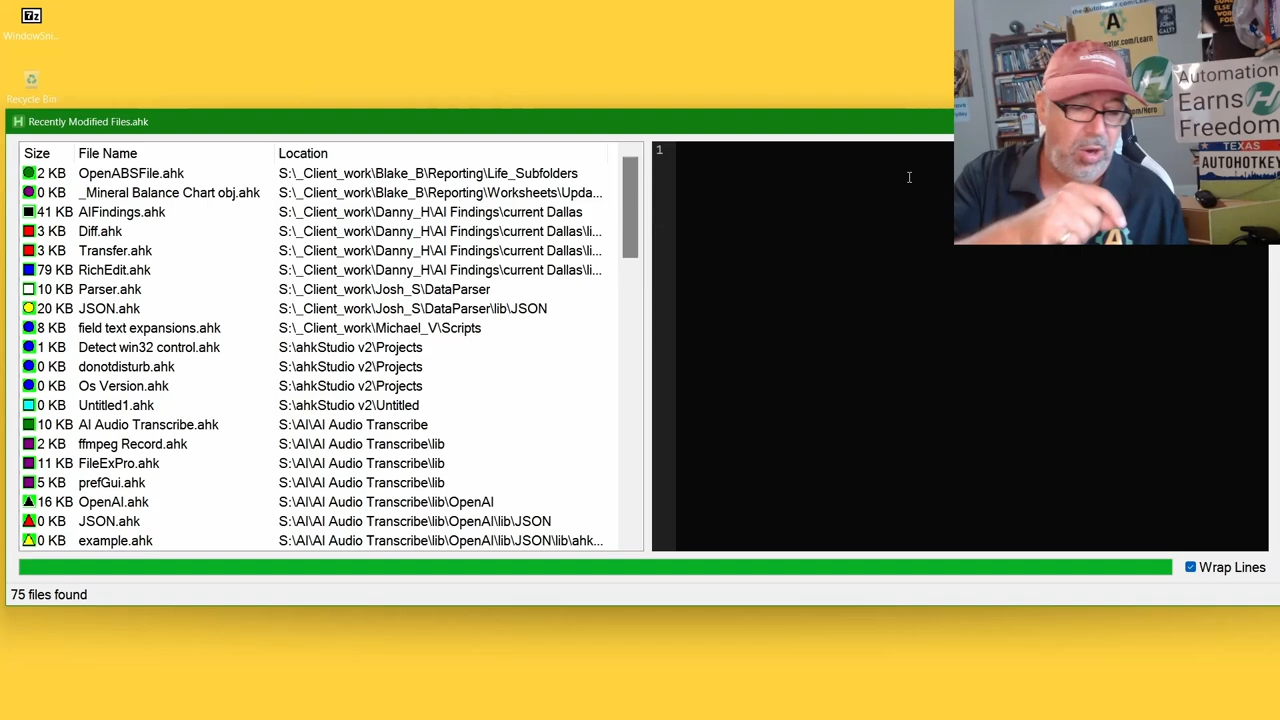 WindowSni...
Recycle Bin
Recently Modified Files.ahk
Size File Name Location
2 KB OpenABSFile.ahk S:\_Client_work\Blake_B\Reporting\Life_Subfolders
0 KB _Mineral Balance Chart obj.ahk S:\_Client_work\Blake_B\Reporting\Worksheets\Upda...
41 KB AIFindings.ahk S:\_Client_work\Danny_H\AI Findings\current Dallas
3 KB Diff.ahk S:\_Client_work\Danny_H\AI Findings\current Dallas\li...
3 KB Transfer.ahk S:\_Client_work\Danny_H\AI Findings\current Dallas\li...
79 KB RichEdit.ahk S:\_Client_work\Danny_H\AI Findings\current Dallas\li...
10 KB Parser.ahk S:\_Client_work\Josh_S\DataParser
20 KB JSON.ahk S:\_Client_work\Josh_S\DataParser\lib\JSON
8 KB field text expansions.ahk S:\_Client_work\Michael_V\Scripts
1 KB Detect win32 control.ahk S:\ahkStudio v2\Projects
0 KB donotdisturb.ahk S:\ahkStudio v2\Projects
0 KB Os Version.ahk S:\ahkStudio v2\Projects
0 KB Untitled1.ahk S:\ahkStudio v2\Untitled
10 KB AI Audio Transcribe.ahk S:\AI\AI Audio Transcribe
2 KB ffmpeg Record.ahk S:\AI\AI Audio Transcribe\lib
11 KB FileExPro.ahk S:\AI\AI Audio Transcribe\lib
5 KB prefGui.ahk S:\AI\AI Audio Transcribe\lib
16 KB OpenAI.ahk S:\AI\AI Audio Transcribe\lib\OpenAI
0 KB JSON.ahk S:\AI\AI Audio Transcribe\lib\OpenAI\lib\JSON
0 KB example.ahk S:\AI\AI Audio Transcribe\lib\OpenAI\lib\JSON\lib\ahk...
1
Wrap Lines
75 files found
WHO
IS
JOHN
GALT?
Automation
Earns
Freedom
TEXAS
AUTOHOTKEY